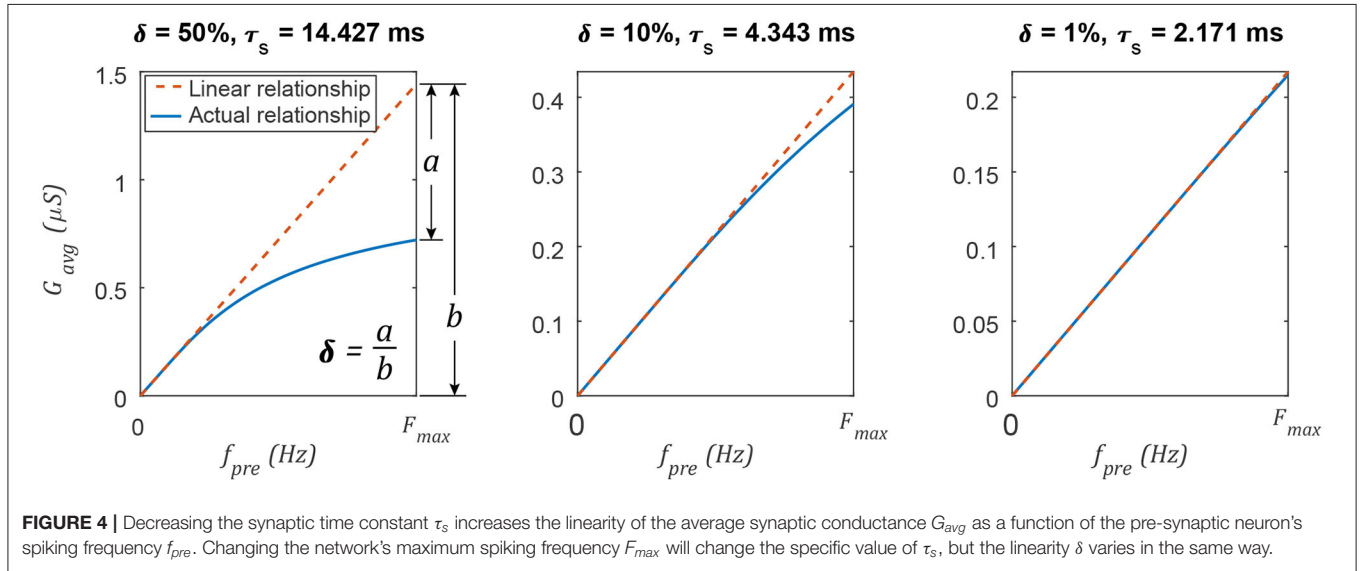 δ = 50%, τs = 14.427 ms
1.5
1
0.5
0
Linear relationship
Actual relationship
a
b
δ = a/b
G avg (μS)
0
Fmax
fpre (Hz)
δ = 10%, τs = 4.343 ms
0.4
0.3
0.2
0.1
0
0
Fmax
fpre (Hz)
δ = 1%, τs = 2.171 ms
0.2
0.15
0.1
0.05
0
0
Fmax
fpre (Hz)
FIGURE 4 | Decreasing the synaptic time constant τs increases the linearity of the average synaptic conductance Gavg as a function of the pre-synaptic neuron's
spiking frequency fpre. Changing the network's maximum spiking frequency Fmax will change the specific value of τs, but the linearity δ varies in the same way.